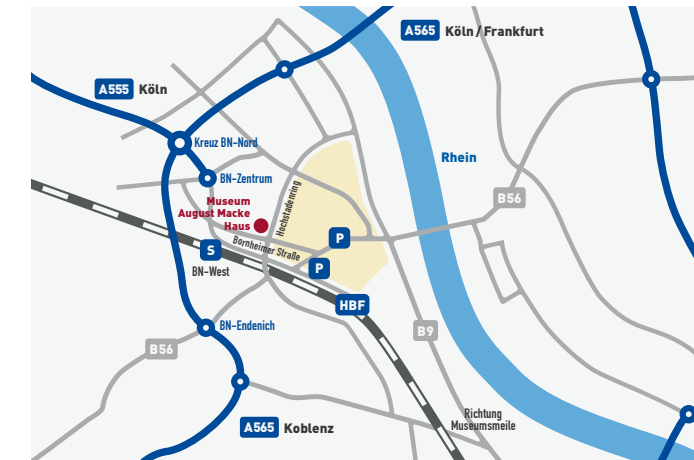 A565 Köln / Frankfurt
A555 Köln
Kreuz BN-Nord
Rhein
BN-Zentrum
B56
Museum
August Macke
Haus
Hochstadenring
P
Bornheimer Straße
S
BN-West
P
HBF
BN-Endenich
B9
B56
Richtung
Museumsmeile
A565 Koblenz